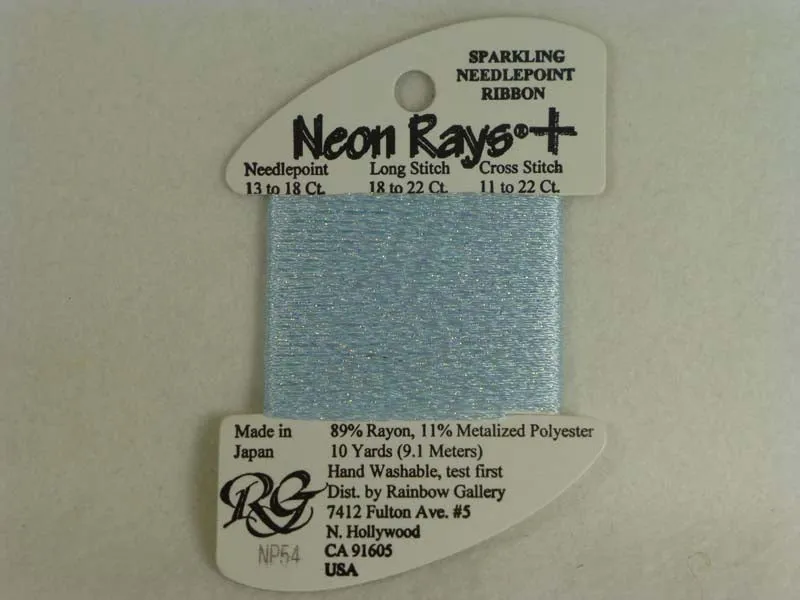 SPARKLING
NEEDLEPOINT
RIBBON
Neon Rays®+
Needlepoint Long Stitch Cross Stitch
13 to 18 Ct. 18 to 22 Ct. 11 to 22 Ct.
Made in
Japan
89% Rayon, 11% Metalized Polyester
10 Yards (9.1 Meters)
Hand Washable, test first
Dist. by Rainbow Gallery
7412 Fulton Ave. #5
N. Hollywood
CA 91605
USA
RG
NP54